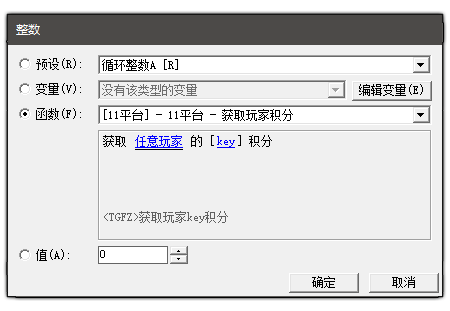 整数
预设(R): 循环整数A [R]
变量(V): 没有该类型的变量 编辑变量(E)
函数(F): [11平台] - 11平台 - 获取玩家积分
获取 任意玩家 的 [key] 积分
<TGFZ>获取玩家key积分
值(A): 0
确定 取消